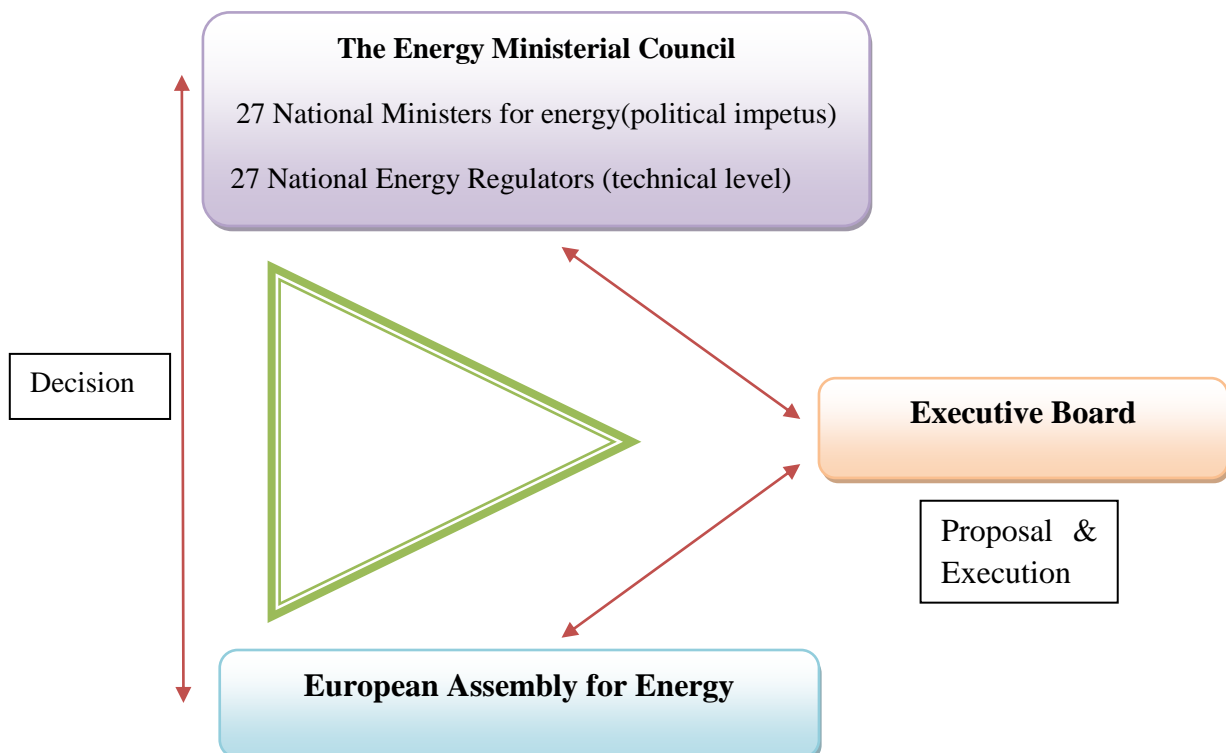 The Energy Ministerial Council
27 National Ministers for energy(political impetus)
27 National Energy Regulators (technical level)
Decision
Executive Board
Proposal &
Execution
European Assembly for Energy